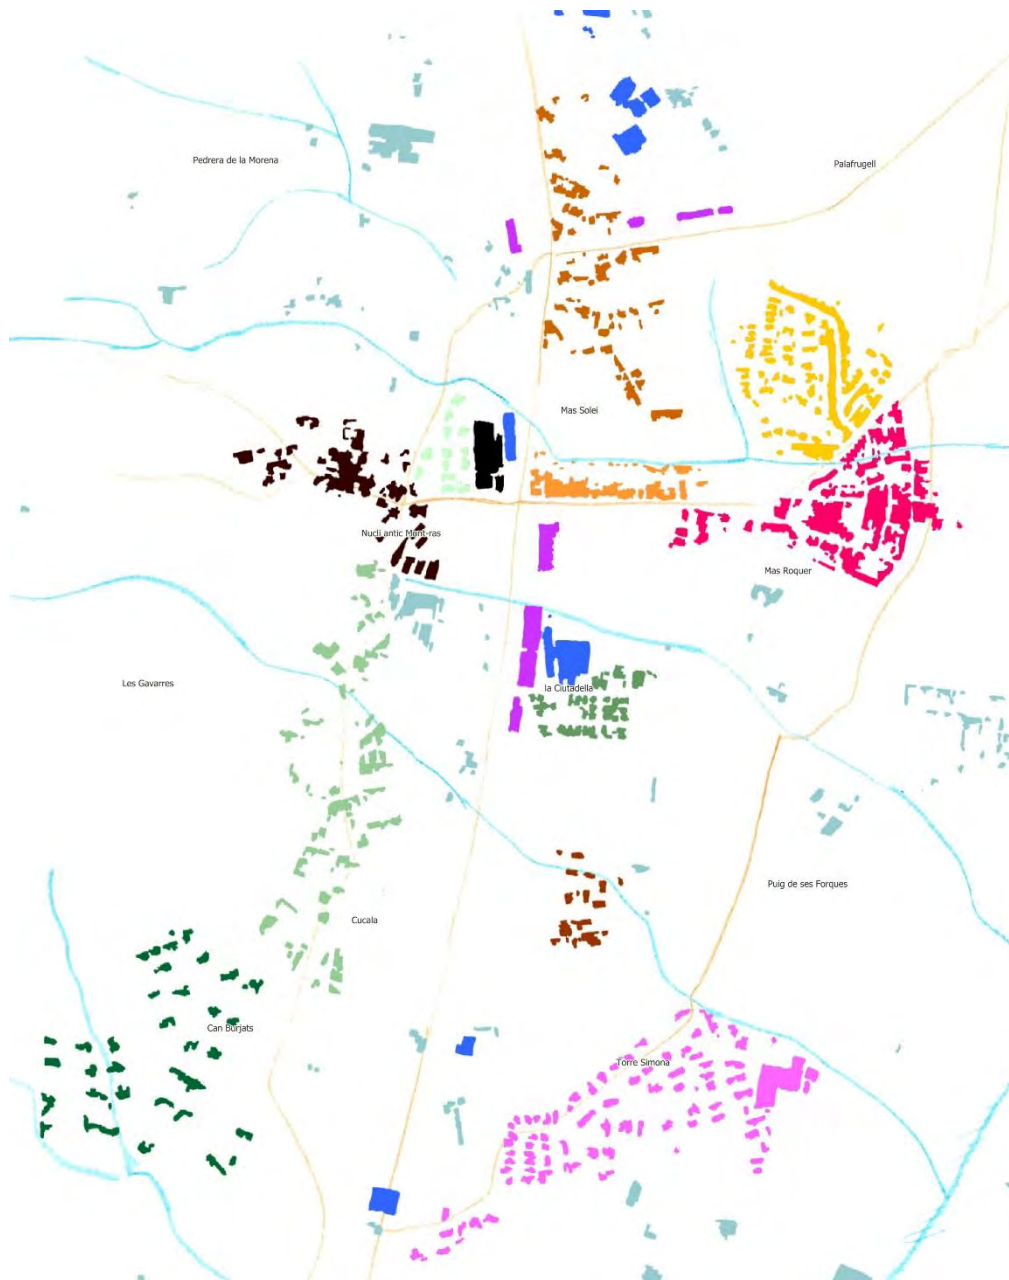 Pedrera de la Morena
Palafrugell
Mas Solei
Nucli antic Mont-ras
Mas Roquer
Les Gavarres
la Ciutadella
Puig de ses Forques
Cucala
Can Burjats
Torre Simona